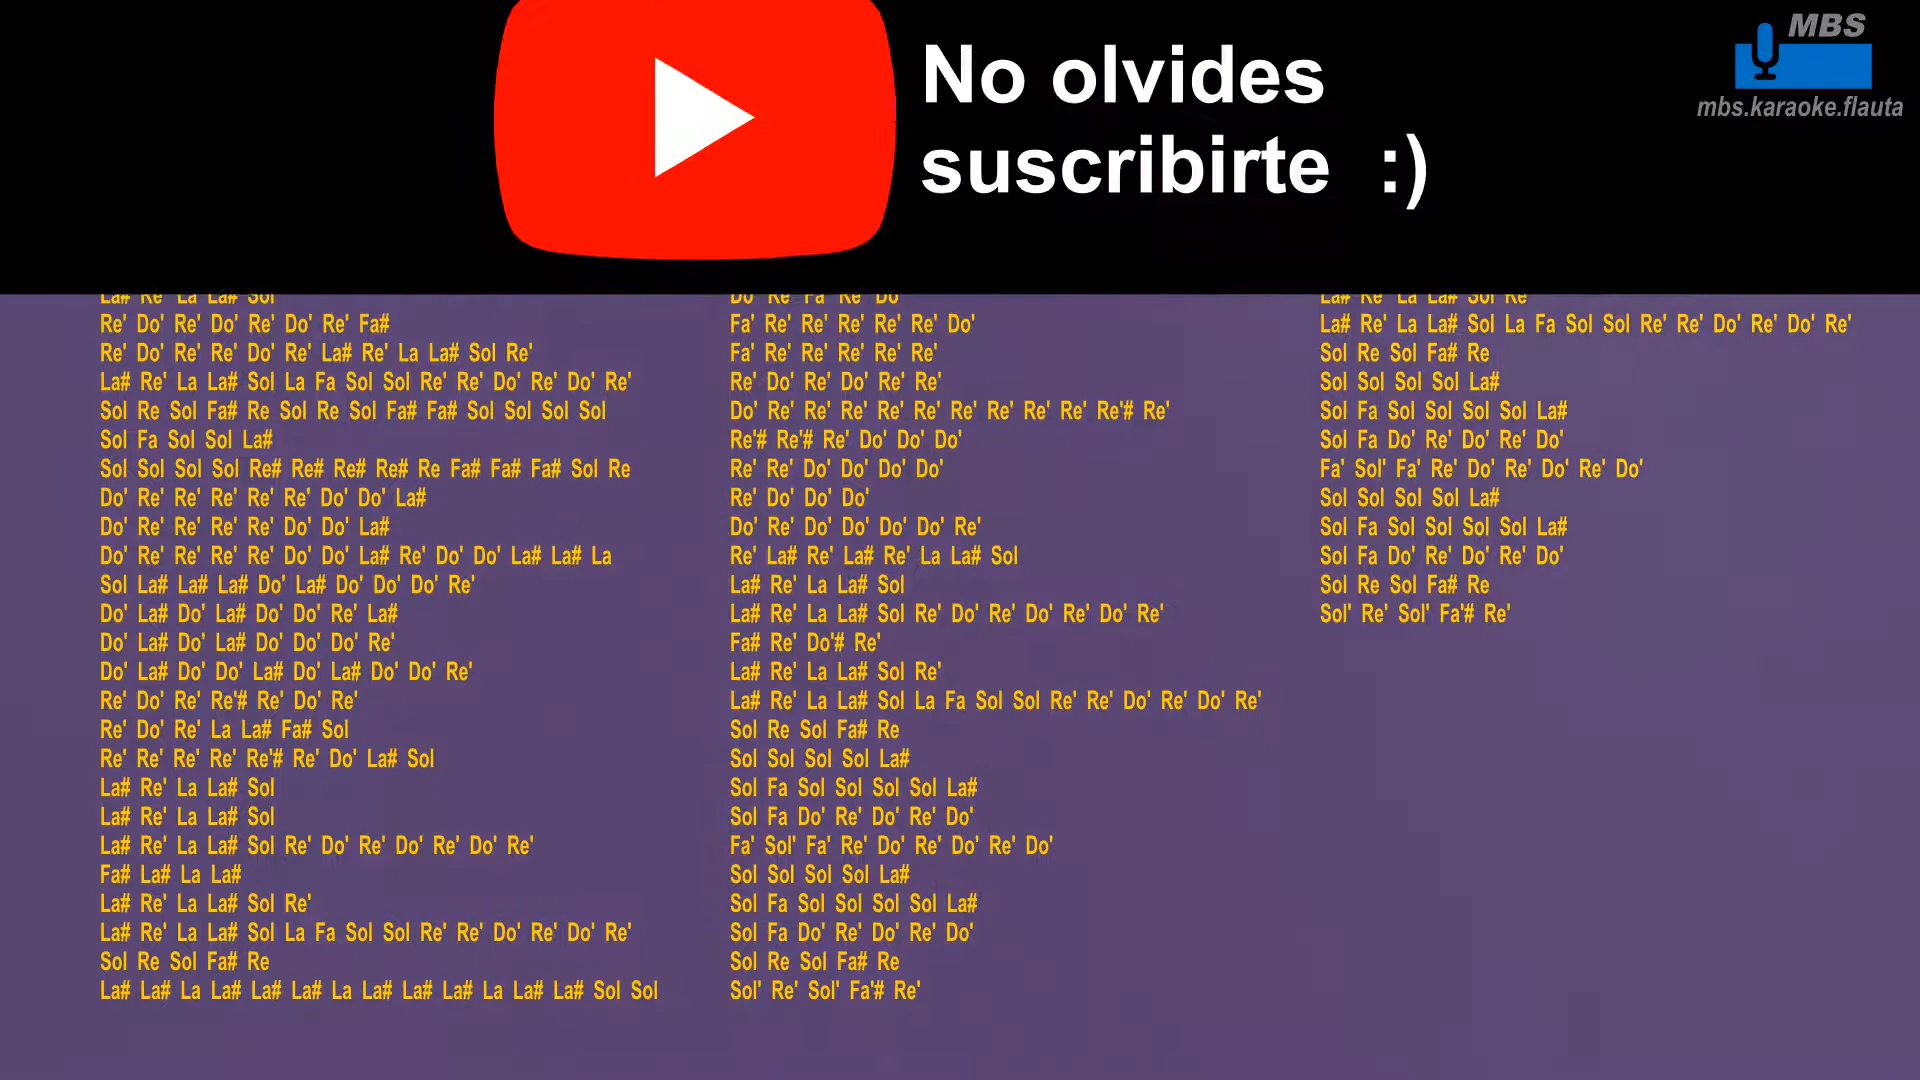 No olvides
suscribirte :)
MBS
mbs.karaoke.flauta
La# Re' La La# Sol
Re' Do' Re' Do' Re' Do' Re' Fa#
Re' Do' Re' Re' Do' Re' La# Re' La La# Sol Re'
La# Re' La La# Sol La Fa Sol Sol Re' Re' Do' Re' Do' Re'
Sol Re Sol Fa# Re Sol Re Sol Fa# Fa# Sol Sol Sol Sol
Sol Fa Sol Sol La#
Sol Sol Sol Sol Re# Re# Re# Re# Re Fa# Fa# Fa# Sol Re
Do' Re' Re' Re' Re' Re' Do' Do' La#
Do' Re' Re' Re' Re' Do' Do' La#
Do' Re' Re' Re' Re' Do' Do' La# Re' Do' Do' La# La# La
Sol La# La# La# Do' La# Do' Do' Do' Re'
Do' La# Do' La# Do' Do' Re' La#
Do' La# Do' La# Do' Do' Do' Re'
Do' La# Do' Do' La# Do' La# Do' Do' Re'
Re' Do' Re' Re'# Re' Do' Re'
Re' Do' Re' La La# Fa# Sol
Re' Re' Re' Re' Re'# Re' Do' La# Sol
La# Re' La La# Sol
La# Re' La La# Sol
La# Re' La La# Sol Re' Do' Re' Do' Re' Do' Re'
Fa# La# La La#
La# Re' La La# Sol Re'
La# Re' La La# Sol La Fa Sol Sol Re' Re' Do' Re' Do' Re'
Sol Re Sol Fa# Re
La# La# La La# La# La# La La# La# La# La La# La# Sol Sol
Do' Re' Fa' Re' Do'
Fa' Re' Re' Re' Re' Re' Do'
Fa' Re' Re' Re' Re' Re'
Re' Do' Re' Do' Re' Re'
Do' Re' Re' Re' Re' Re' Re' Re' Re' Re' Re'# Re'
Re'# Re'# Re' Do' Do' Do'
Re' Re' Do' Do' Do' Do'
Re' Do' Do' Do'
Do' Re' Do' Do' Do' Do' Re'
Re' La# Re' La# Re' La La# Sol
La# Re' La La# Sol
La# Re' La La# Sol Re' Do' Re' Do' Re' Do' Re'
Fa# Re' Do'# Re'
La# Re' La La# Sol Re'
La# Re' La La# Sol La Fa Sol Sol Re' Re' Do' Re' Do' Re'
Sol Re Sol Fa# Re
Sol Sol Sol Sol La#
Sol Fa Sol Sol Sol Sol La#
Sol Fa Do' Re' Do' Re' Do'
Fa' Sol' Fa' Re' Do' Re' Do' Re' Do'
Sol Sol Sol Sol La#
Sol Fa Sol Sol Sol Sol La#
Sol Fa Do' Re' Do' Re' Do'
Sol Re Sol Fa# Re
Sol' Re' Sol' Fa'# Re'
La# Re' La La# Sol Re'
La# Re' La La# Sol La Fa Sol Sol Re' Re' Do' Re' Do' Re'
Sol Re Sol Fa# Re
Sol Sol Sol Sol La#
Sol Fa Sol Sol Sol Sol La#
Sol Fa Do' Re' Do' Re' Do'
Fa' Sol' Fa' Re' Do' Re' Do' Re' Do'
Sol Sol Sol Sol La#
Sol Fa Sol Sol Sol Sol La#
Sol Fa Do' Re' Do' Re' Do'
Sol Re Sol Fa# Re
Sol' Re' Sol' Fa'# Re'